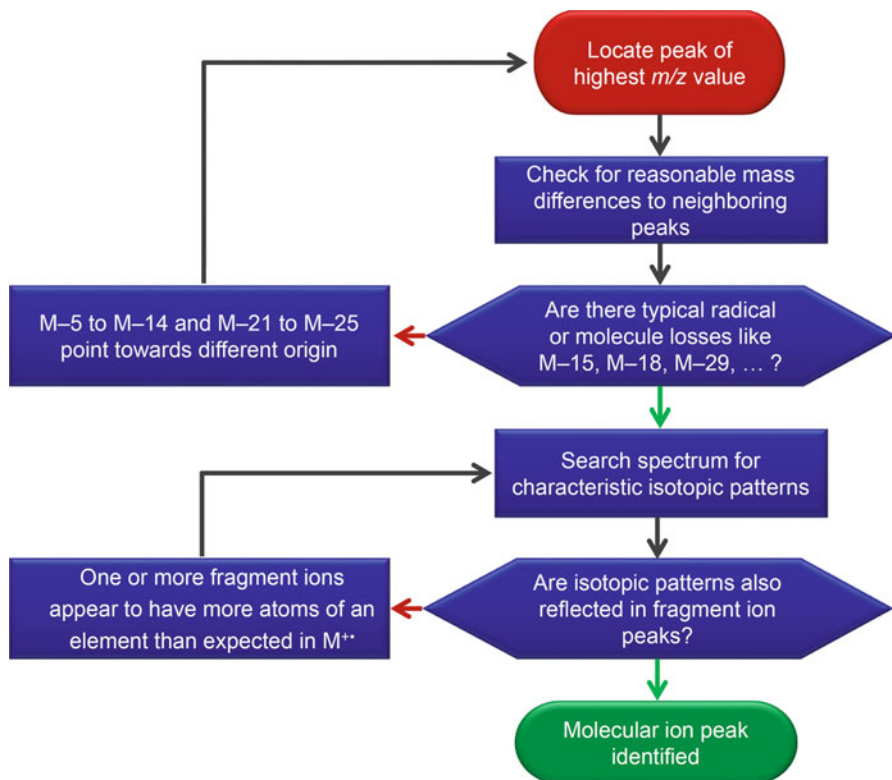 Locate peak of
highest m/z value
Check for reasonable mass
differences to neighboring
peaks
M–5 to M–14 and M–21 to M–25
point towards different origin
Are there typical radical
or molecule losses like
M–15, M–18, M–29, … ?
Search spectrum for
characteristic isotopic patterns
One or more fragment ions
appear to have more atoms of an
element than expected in M⁺•
Are isotopic patterns also
reflected in fragment ion
peaks?
Molecular ion peak
identified